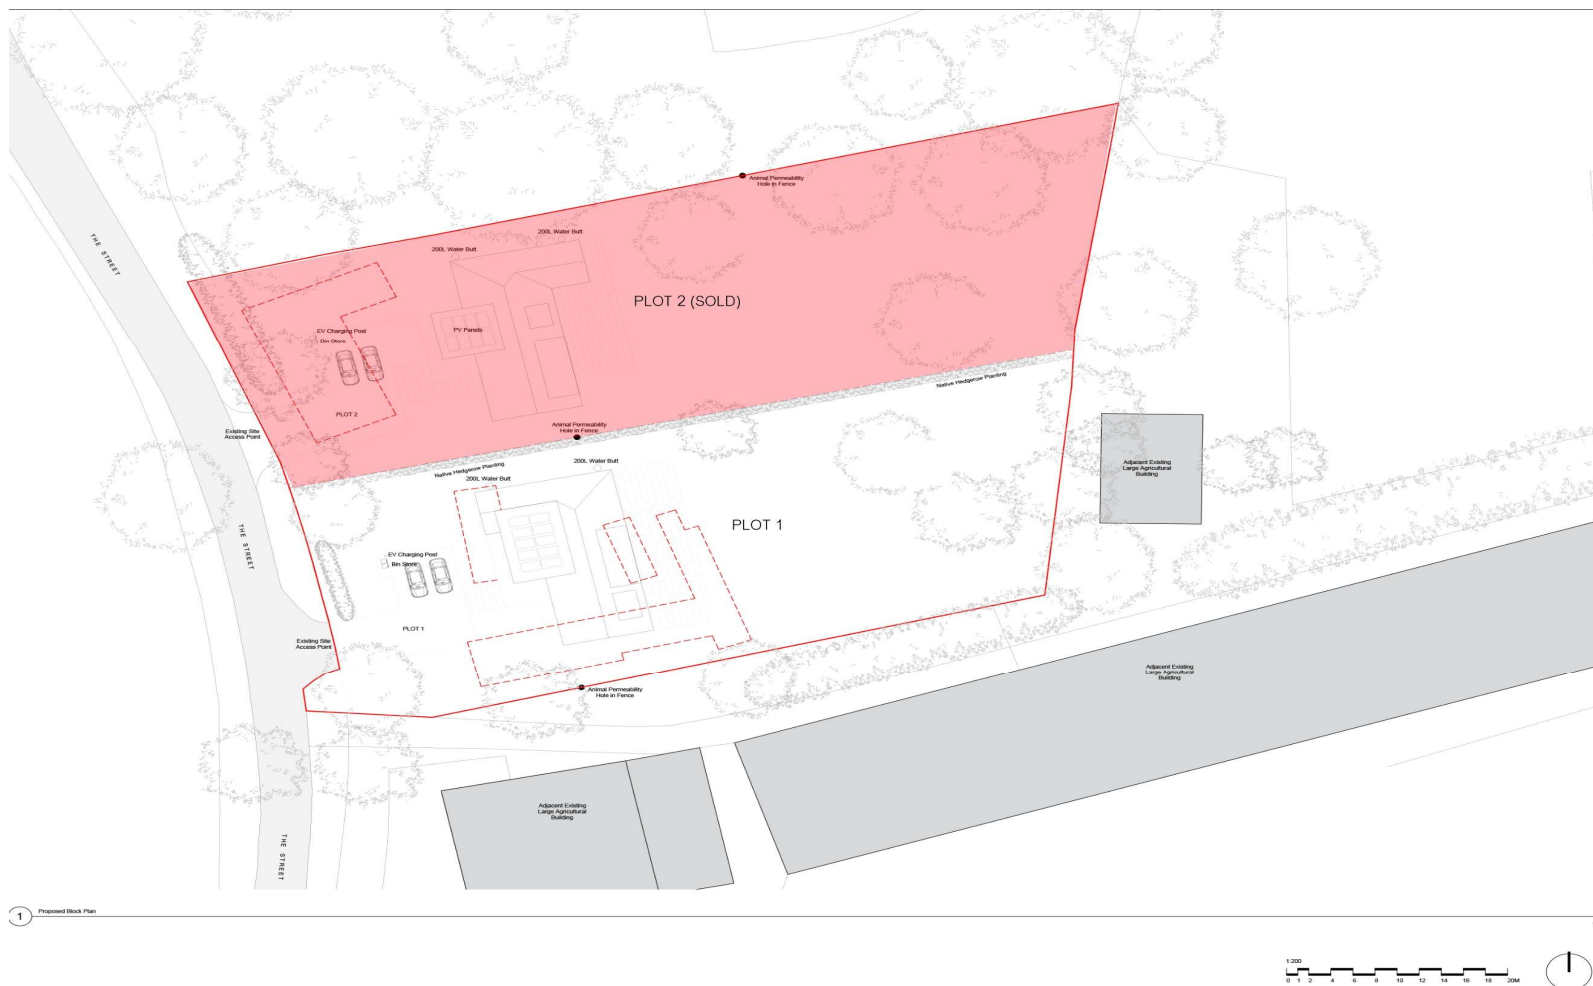 Animal Permeability
Hole in Fence
THE STREET
200L Water Butt
200L Water Butt
PLOT 2 (SOLD)
EV Charging Post
Bin Store
PV Panels
Native Hedgerow Planting
PLOT 2
Existing Site
Access Point
Animal Permeability
Hole in Fence
Native Hedgerow Planting
200L Water Butt
200L Water Butt
Adjacent Existing
Large Agricultural
Building
PLOT 1
THE STREET
EV Charging Post
Bin Store
PLOT 1
Existing Site
Access Point
Adjacent Existing
Large Agricultural
Building
Animal Permeability
Hole in Fence
Adjacent Existing
Large Agricultural
Building
THE STREET
1 Proposed Block Plan
1:200
0 1 2 4 6 8 10 12 14 16 18 20M